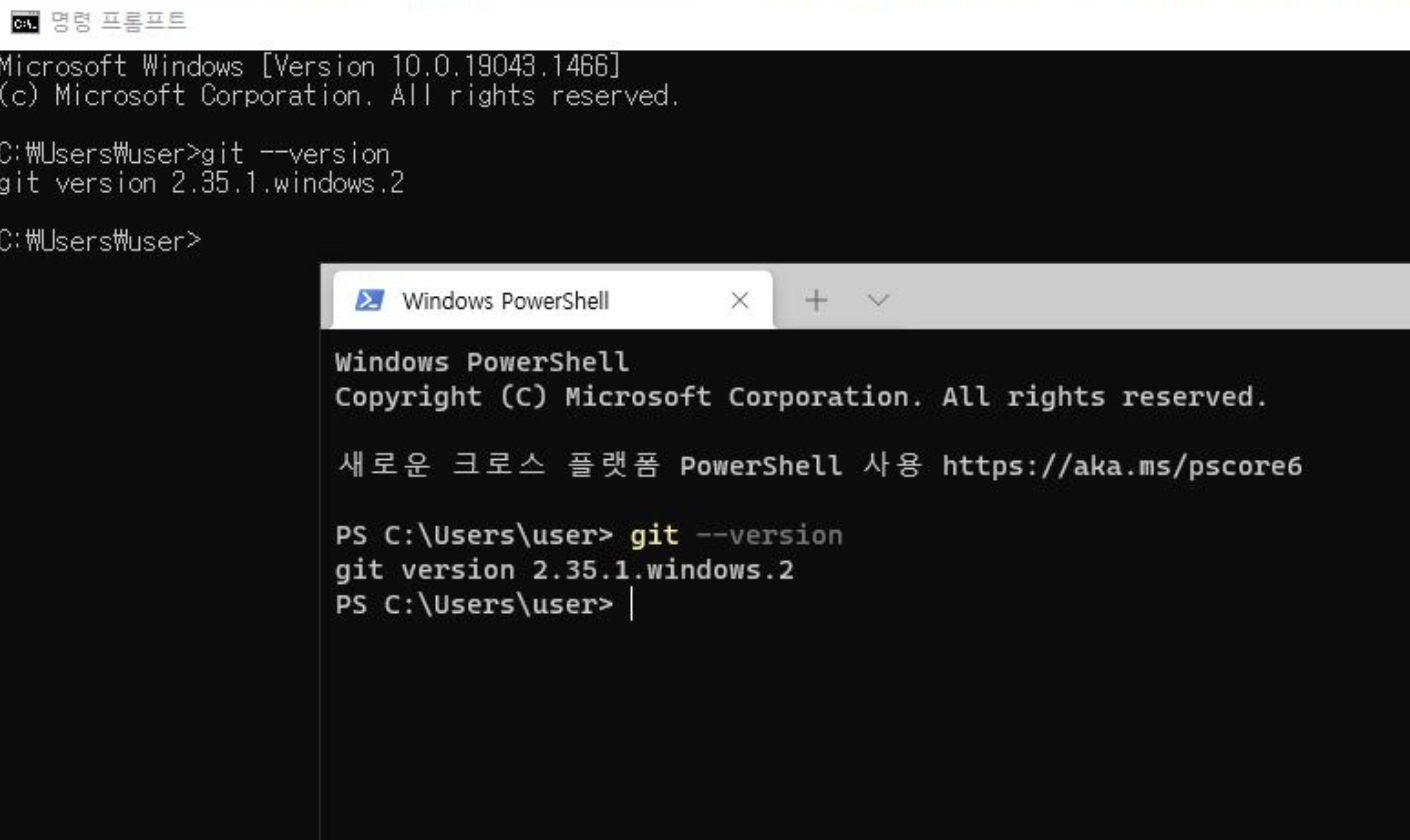 명령 프롬프트
Microsoft Windows [Version 10.0.19043.1466]
(c) Microsoft Corporation. All rights reserved.
C:₩Users₩user>git --version
git version 2.35.1.windows.2
C:₩Users₩user>
Windows PowerShell
Windows PowerShell
Copyright (C) Microsoft Corporation. All rights reserved.
새로운 크로스 플랫폼 PowerShell 사용 https://aka.ms/pscore6
PS C:\Users\user> git --version
git version 2.35.1.windows.2
PS C:\Users\user>